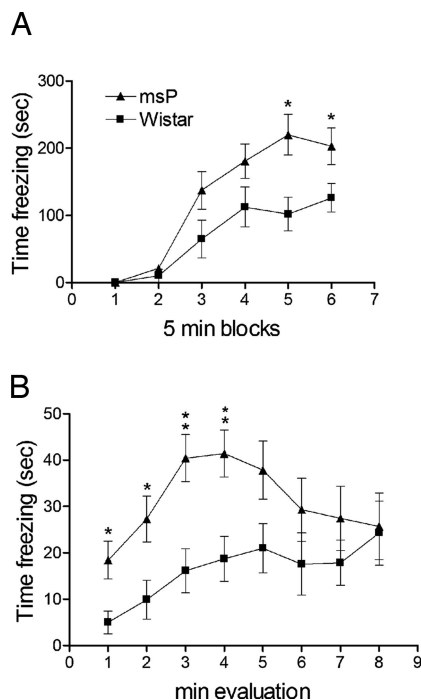 A
300
200
100
0
Time freezing (sec)
msP
Wistar
*
*
0 1 2 3 4 5 6 7
5 min blocks
B
50
40
30
20
10
0
Time freezing (sec)
*
*
*
*
*
*
0 1 2 3 4 5 6 7 8 9
min evaluation